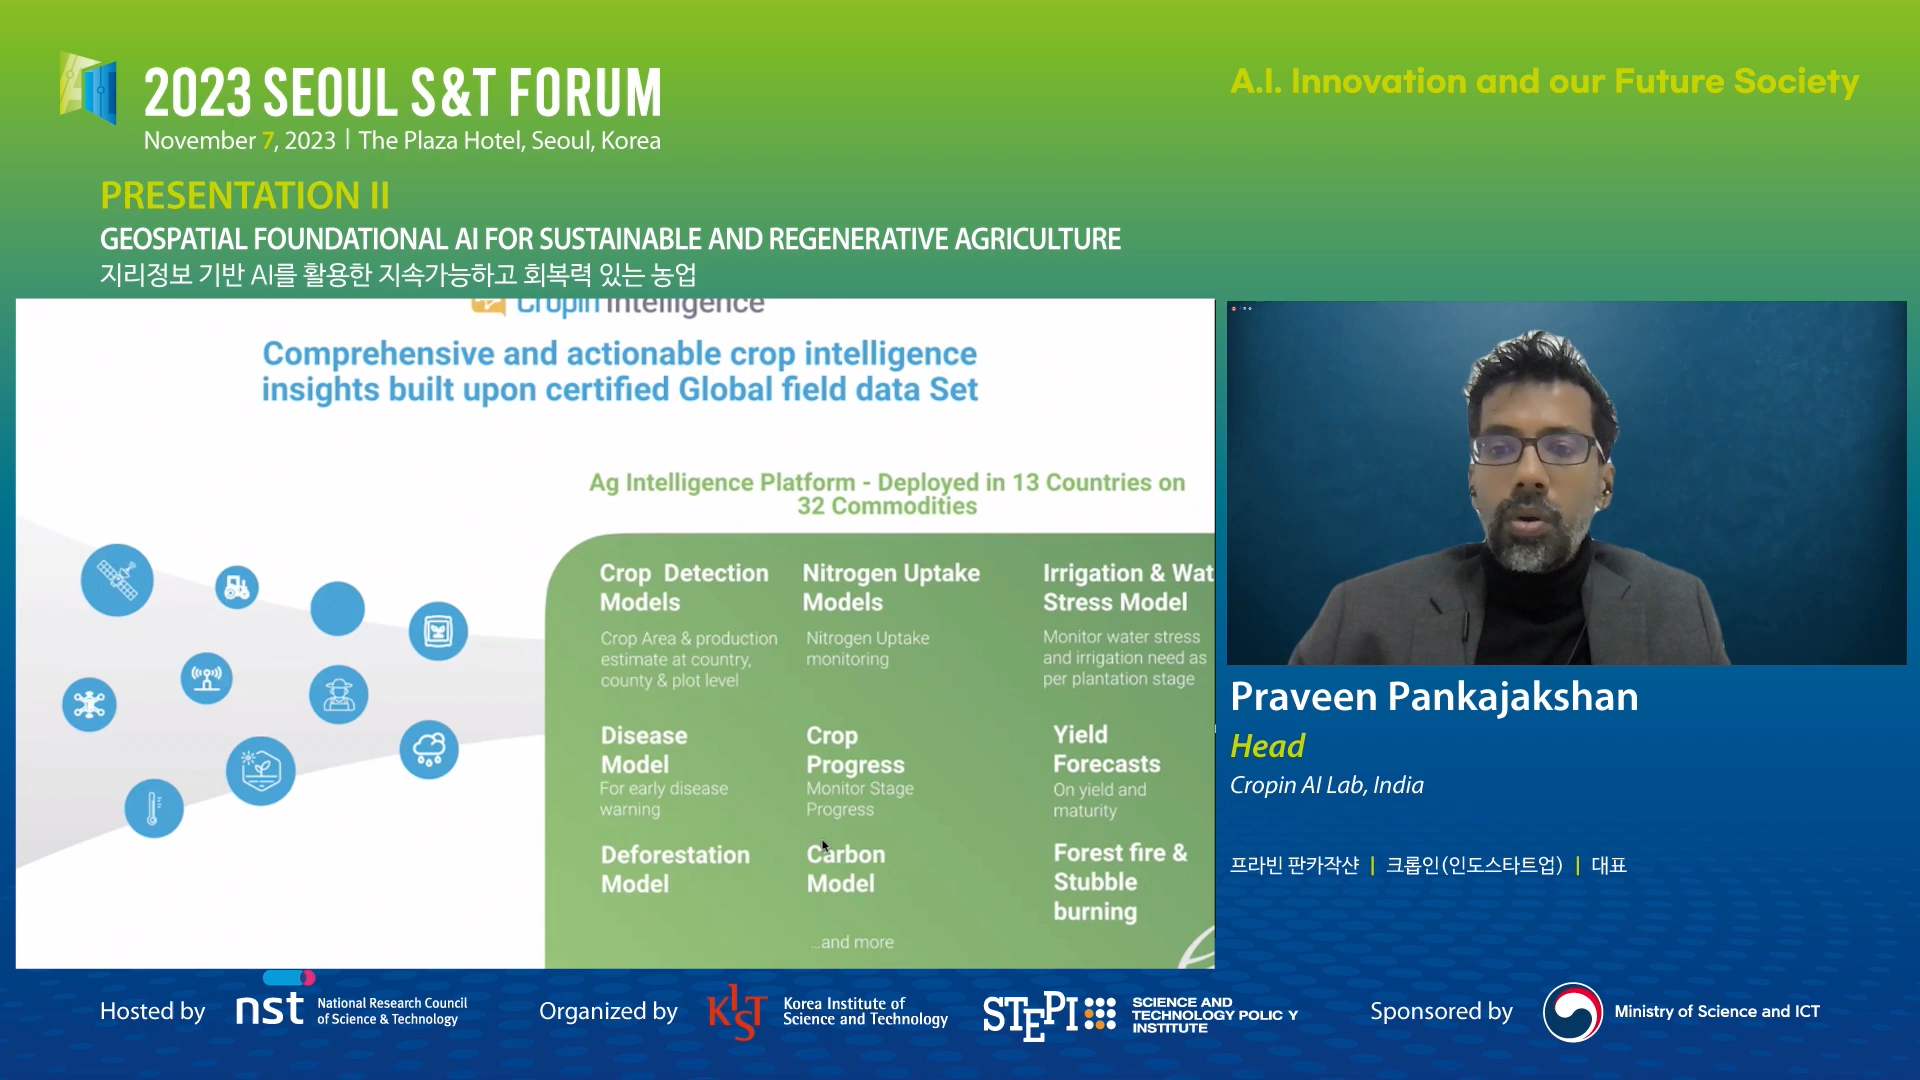 2023 SEOUL S&T FORUM
November 7, 2023 | The Plaza Hotel, Seoul, Korea
A.I. Innovation and our Future Society
PRESENTATION II
GEOSPATIAL FOUNDATIONAL AI FOR SUSTAINABLE AND REGENERATIVE AGRICULTURE
지리정보 기반 AI를 활용한 지속가능하고 회복력 있는 농업
Cropin Intelligence
Comprehensive and actionable crop intelligence
insights built upon certified Global field data Set
Ag Intelligence Platform - Deployed in 13 Countries on
32 Commodities
Crop Detection
Models
Crop Area & production
estimate at country,
county & plot level
Nitrogen Uptake
Models
Nitrogen Uptake
monitoring
Irrigation & Wat
Stress Model
Monitor water stress
and irrigation need as
per plantation stage
Disease
Model
For early disease
warning
Crop
Progress
Monitor Stage
Progress
Yield
Forecasts
On yield and
maturity
Deforestation
Model
Carbon
Model
Forest fire &
Stubble
burning
...and more
Praveen Pankajakshan
Head
Cropin AI Lab, India
프라빈 판카작샨 | 크롭인(인도스타트업) | 대표
Hosted by
nst
National Research Council
of Science & Technology
Organized by
KIST
Korea Institute of
Science and Technology
STEPI
SCIENCE AND
TECHNOLOGY POLICY
INSTITUTE
Sponsored by
Ministry of Science and ICT